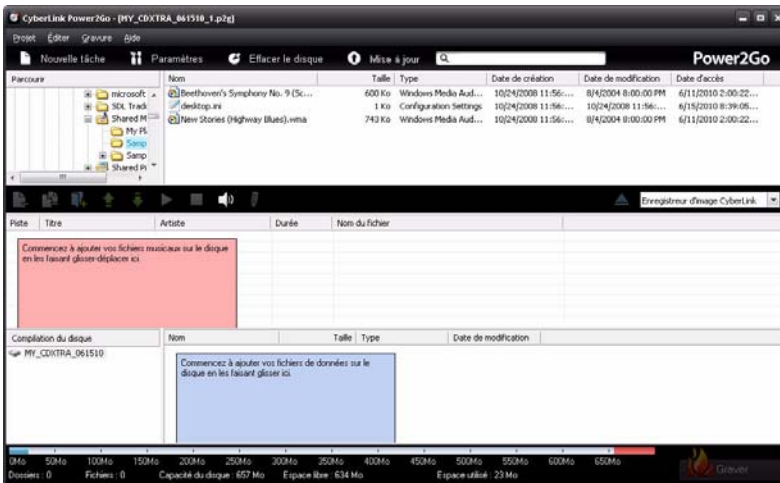 CyberLink Power2Go - [MY_CDXTRA_061510_1.p2g]
Projet Éditer Gravure Aide
Nouvelle tâche Paramètres Effacer le disque Mise à jour Power2Go
Parcourir Nom Taille Type Date de création Date de modification Date d'accès
microsoft
SDL Trad
Shared M
My Pl
Samp
Samp
Shared Pi
Beethoven's Symphony No. 9 (Sc... 600 Ko Windows Media Aud... 10/24/2008 11:56:... 8/4/2004 8:00:00 PM 6/11/2010 2:00:22...
desktop.ini 1 Ko Configuration Settings 10/24/2008 11:56:... 10/24/2008 11:56:... 6/15/2010 8:39:05...
New Stories (Highway Blues).wma 743 Ko Windows Media Aud... 10/24/2008 11:56:... 8/4/2004 8:00:00 PM 6/11/2010 2:00:22...
Enregistreur d'image CyberLink
Piste Titre Artiste Durée Nom du fichier
Commencez à ajouter vos fichiers musicaux sur le disque
en les faisant glisser-déplacer ici.
Compilation du disque Nom Taille Type Date de modification
MY_CDXTRA_061510
Commencez à ajouter vos fichiers de données sur le
disque en les faisant glisser ici.
0Mo 50Mo 100Mo 150Mo 200Mo 250Mo 300Mo 350Mo 400Mo 450Mo 500Mo 550Mo 600Mo 650Mo
Dossiers : 0 Fichiers : 0 Capacité du disque : 657 Mo Espace libre : 634 Mo Espace utilisé : 23 Mo
Graver